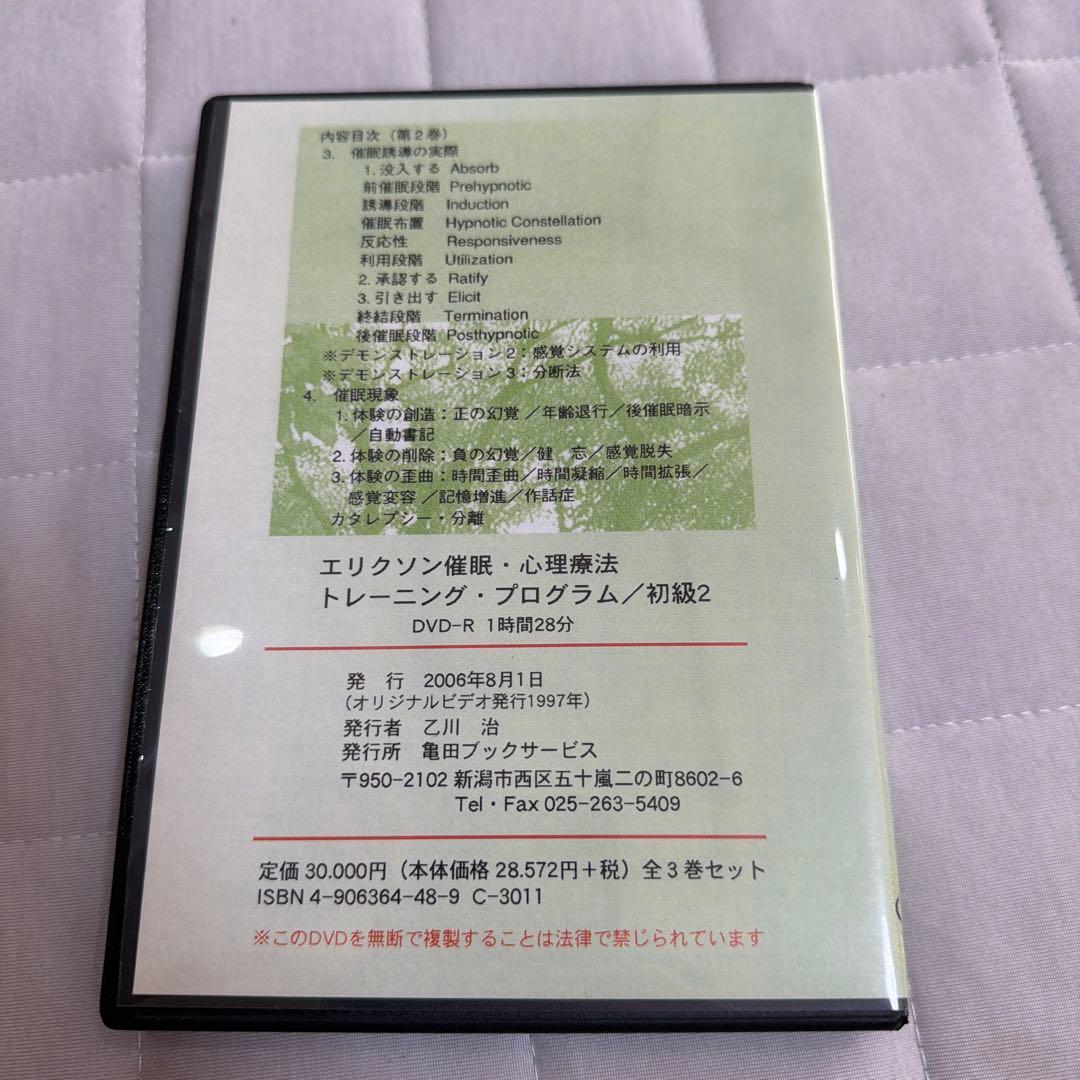 内容目次（第２巻）
3. 催眠誘導の実際
1. 没入する Absorb
前催眠段階 Prehypnotic
誘導段階 Induction
催眠布置 Hypnotic Constellation
反応性 Responsiveness
利用段階 Utilization
2. 承認する Ratify
3. 引き出す Elicit
終結段階 Termination
後催眠段階 Posthypnotic
※デモンストレーション２：感覚システムの利用
※デモンストレーション３：分断法
4. 催眠現象
1. 体験の創造：正の幻覚／年齢退行／後催眠暗示
／自動書記
2. 体験の削除：負の幻覚／健　忘／感覚脱失
3. 体験の歪曲：時間歪曲／時間凝縮／時間拡張／
感覚変容／記憶増進／作話症
カタレプシー・分離
エリクソン催眠・心理療法
トレーニング・プログラム／初級2
DVD-R 1時間28分
発　行　2006年8月1日
（オリジナルビデオ発行1997年）
発行者　乙川　治
発行所　亀田ブックサービス
〒950-2102 新潟市西区五十嵐二の町8602-6
Tel・Fax 025-263-5409
定価 30.000円（本体価格 28.572円＋税）全３巻セット
ISBN 4-906364-48-9 C-3011
※このDVDを無断で複製することは法律で禁じられています